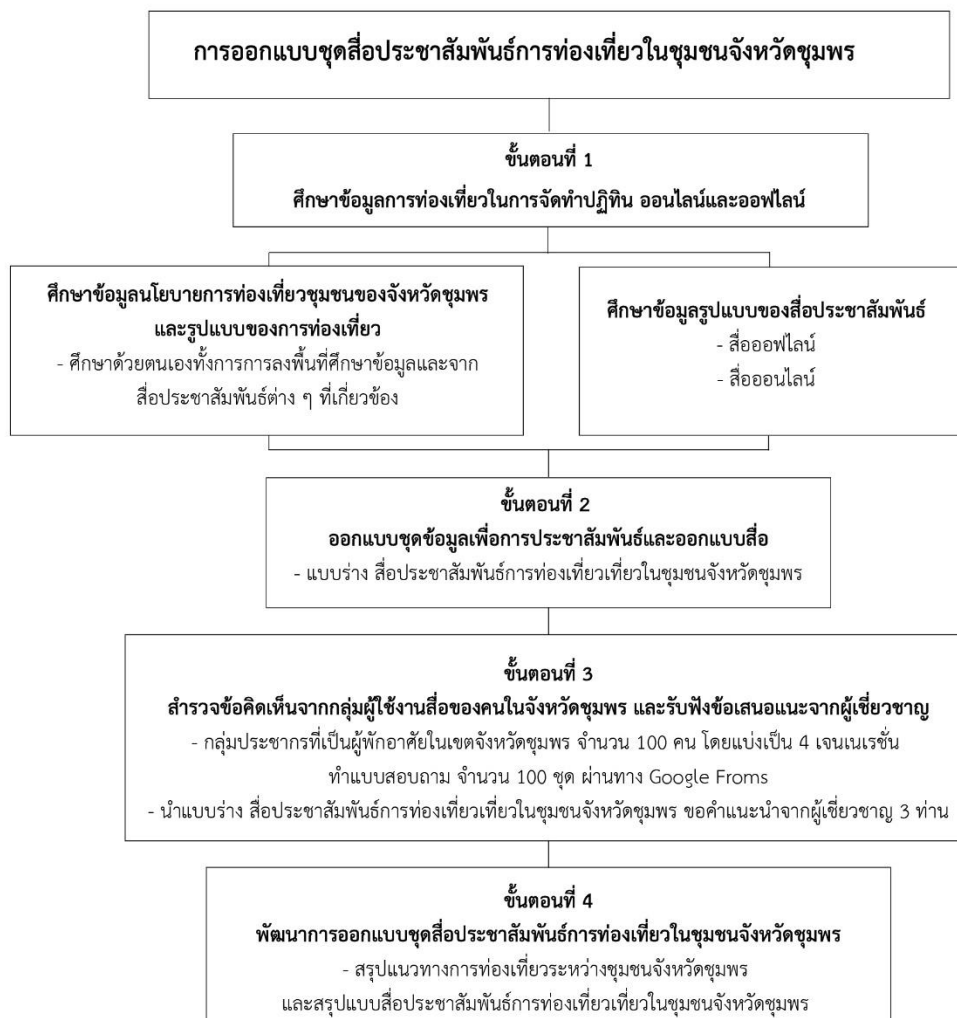 การออกแบบชุดสื่อประชาสัมพันธ์การท่องเที่ยวในชุมชนจังหวัดชุมพร
ขั้นตอนที่ 1
ศึกษาข้อมูลการท่องเที่ยวในการจัดทำปฏิทิน ออนไลน์และออฟไลน์
ศึกษาข้อมูลนโยบายการท่องเที่ยวชุมชนของจังหวัดชุมพร
และรูปแบบของการท่องเที่ยว
- ศึกษาด้วยตนเองทั้งการการลงพื้นที่ศึกษาข้อมูลและจาก
สื่อประชาสัมพันธ์ต่าง ๆ ที่เกี่ยวข้อง
ศึกษาข้อมูลรูปแบบของสื่อประชาสัมพันธ์
- สื่อออฟไลน์
- สื่อออนไลน์
ขั้นตอนที่ 2
ออกแบบชุดข้อมูลเพื่อการประชาสัมพันธ์และออกแบบสื่อ
- แบบร่าง สื่อประชาสัมพันธ์การท่องเที่ยวเที่ยวในชุมชนจังหวัดชุมพร
ขั้นตอนที่ 3
สำรวจข้อคิดเห็นจากกลุ่มผู้ใช้งานสื่อของคนในจังหวัดชุมพร และรับฟังข้อเสนอแนะจากผู้เชี่ยวชาญ
- กลุ่มประชากรที่เป็นผู้พักอาศัยในเขตจังหวัดชุมพร จำนวน 100 คน โดยแบ่งเป็น 4 เจนเนเรชั่น
ทำแบบสอบถาม จำนวน 100 ชุด ผ่านทาง Google Froms
- นำแบบร่าง สื่อประชาสัมพันธ์การท่องเที่ยวเที่ยวในชุมชนจังหวัดชุมพร ขอคำแนะนำจากผู้เชี่ยวชาญ 3 ท่าน
ขั้นตอนที่ 4
พัฒนาการออกแบบชุดสื่อประชาสัมพันธ์การท่องเที่ยวในชุมชนจังหวัดชุมพร
- สรุปแนวทางการท่องเที่ยวระหว่างชุมชนจังหวัดชุมพร
และสรุปแบบสื่อประชาสัมพันธ์การท่องเที่ยวเที่ยวในชุมชนจังหวัดชุมพร